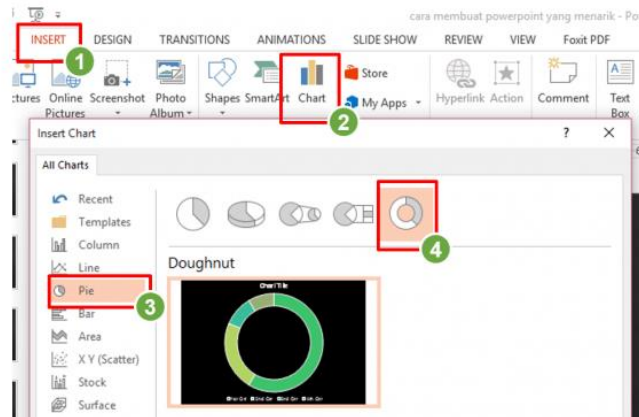 cara membuat powerpoint yang menarik - Po
INSERT DESIGN TRANSITIONS ANIMATIONS SLIDE SHOW REVIEW VIEW Foxit PDF
1
Store
My Apps
ctures Online Pictures Screenshot Photo Album Shapes SmartArt Chart Hyperlink Action Comment Text Box
2
Insert Chart ? X
All Charts
Recent
Templates
Column
Line
Pie
Bar
Area
X Y (Scatter)
Stock
Surface
3
4
Doughnut
Chart Title